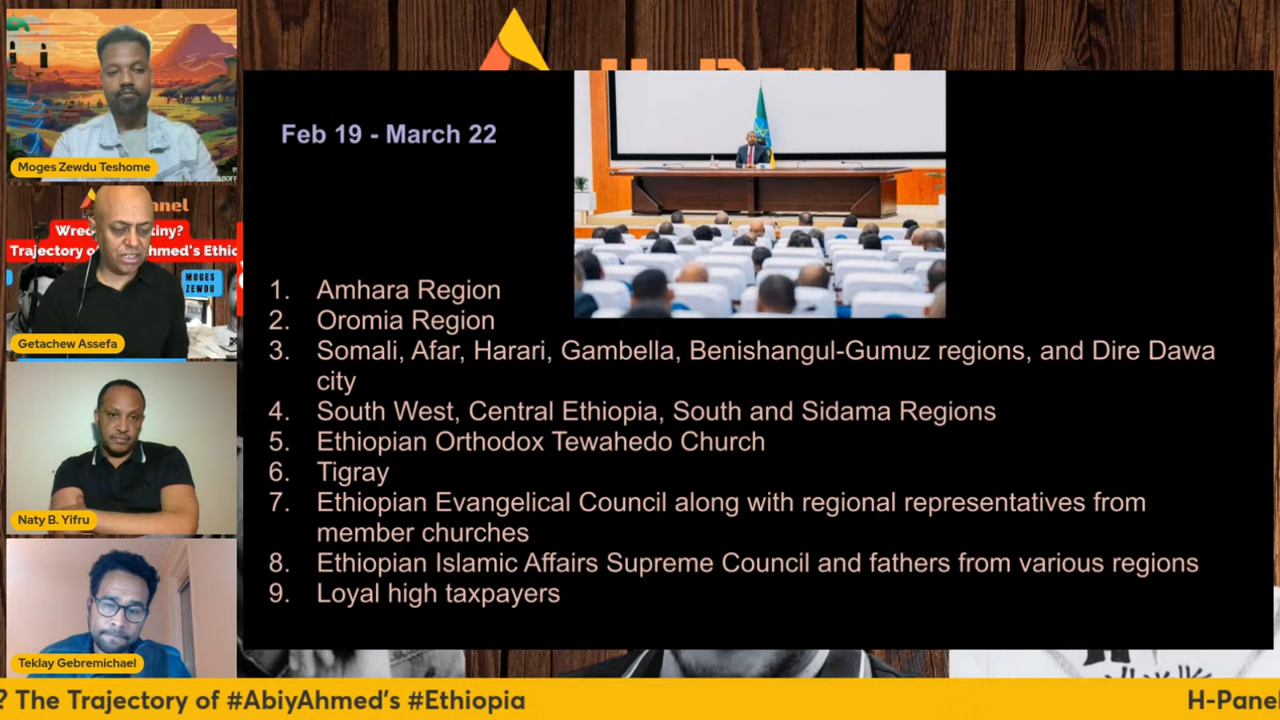 Moges Zewdu Teshome
Getachew Assefa
Naty B. Yifru
Teklay Gebremichael
MOGES
ZEWDU
Feb 19 - March 22
1. Amhara Region
2. Oromia Region
3. Somali, Afar, Harari, Gambella, Benishangul-Gumuz regions, and Dire Dawa
city
4. South West, Central Ethiopia, South and Sidama Regions
5. Ethiopian Orthodox Tewahedo Church
6. Tigray
7. Ethiopian Evangelical Council along with regional representatives from
member churches
8. Ethiopian Islamic Affairs Supreme Council and fathers from various regions
9. Loyal high taxpayers
? The Trajectory of #AbiyAhmed's #Ethiopia
H-Panel